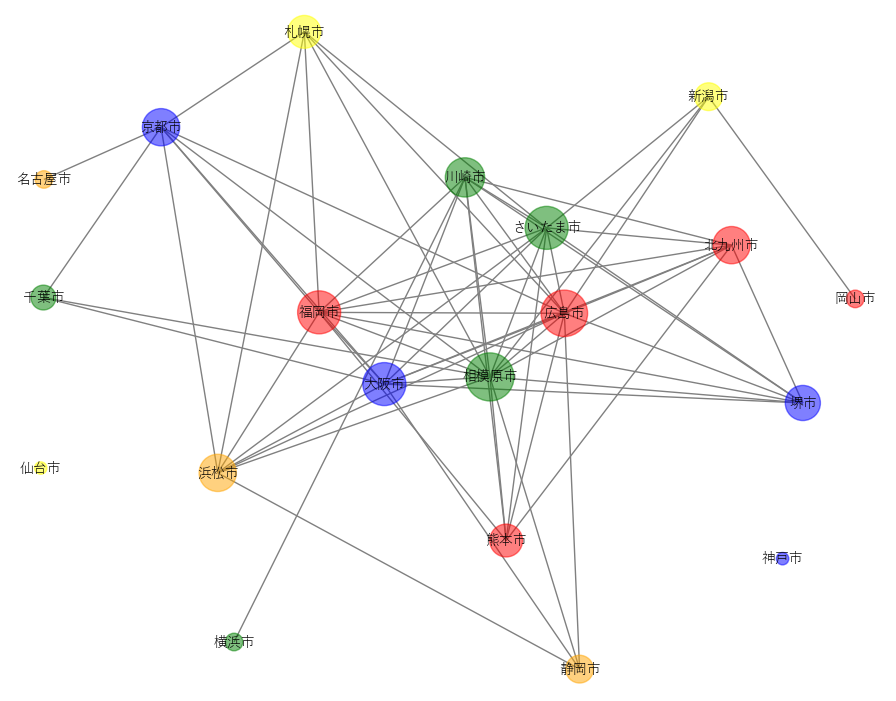 札幌市
新潟市
京都市
川崎市
名古屋市
さいたま市
北九州市
千葉市
岡山市
福岡市
広島市
相模原市
大阪市
堺市
仙台市
浜松市
熊本市
神戸市
横浜市
静岡市